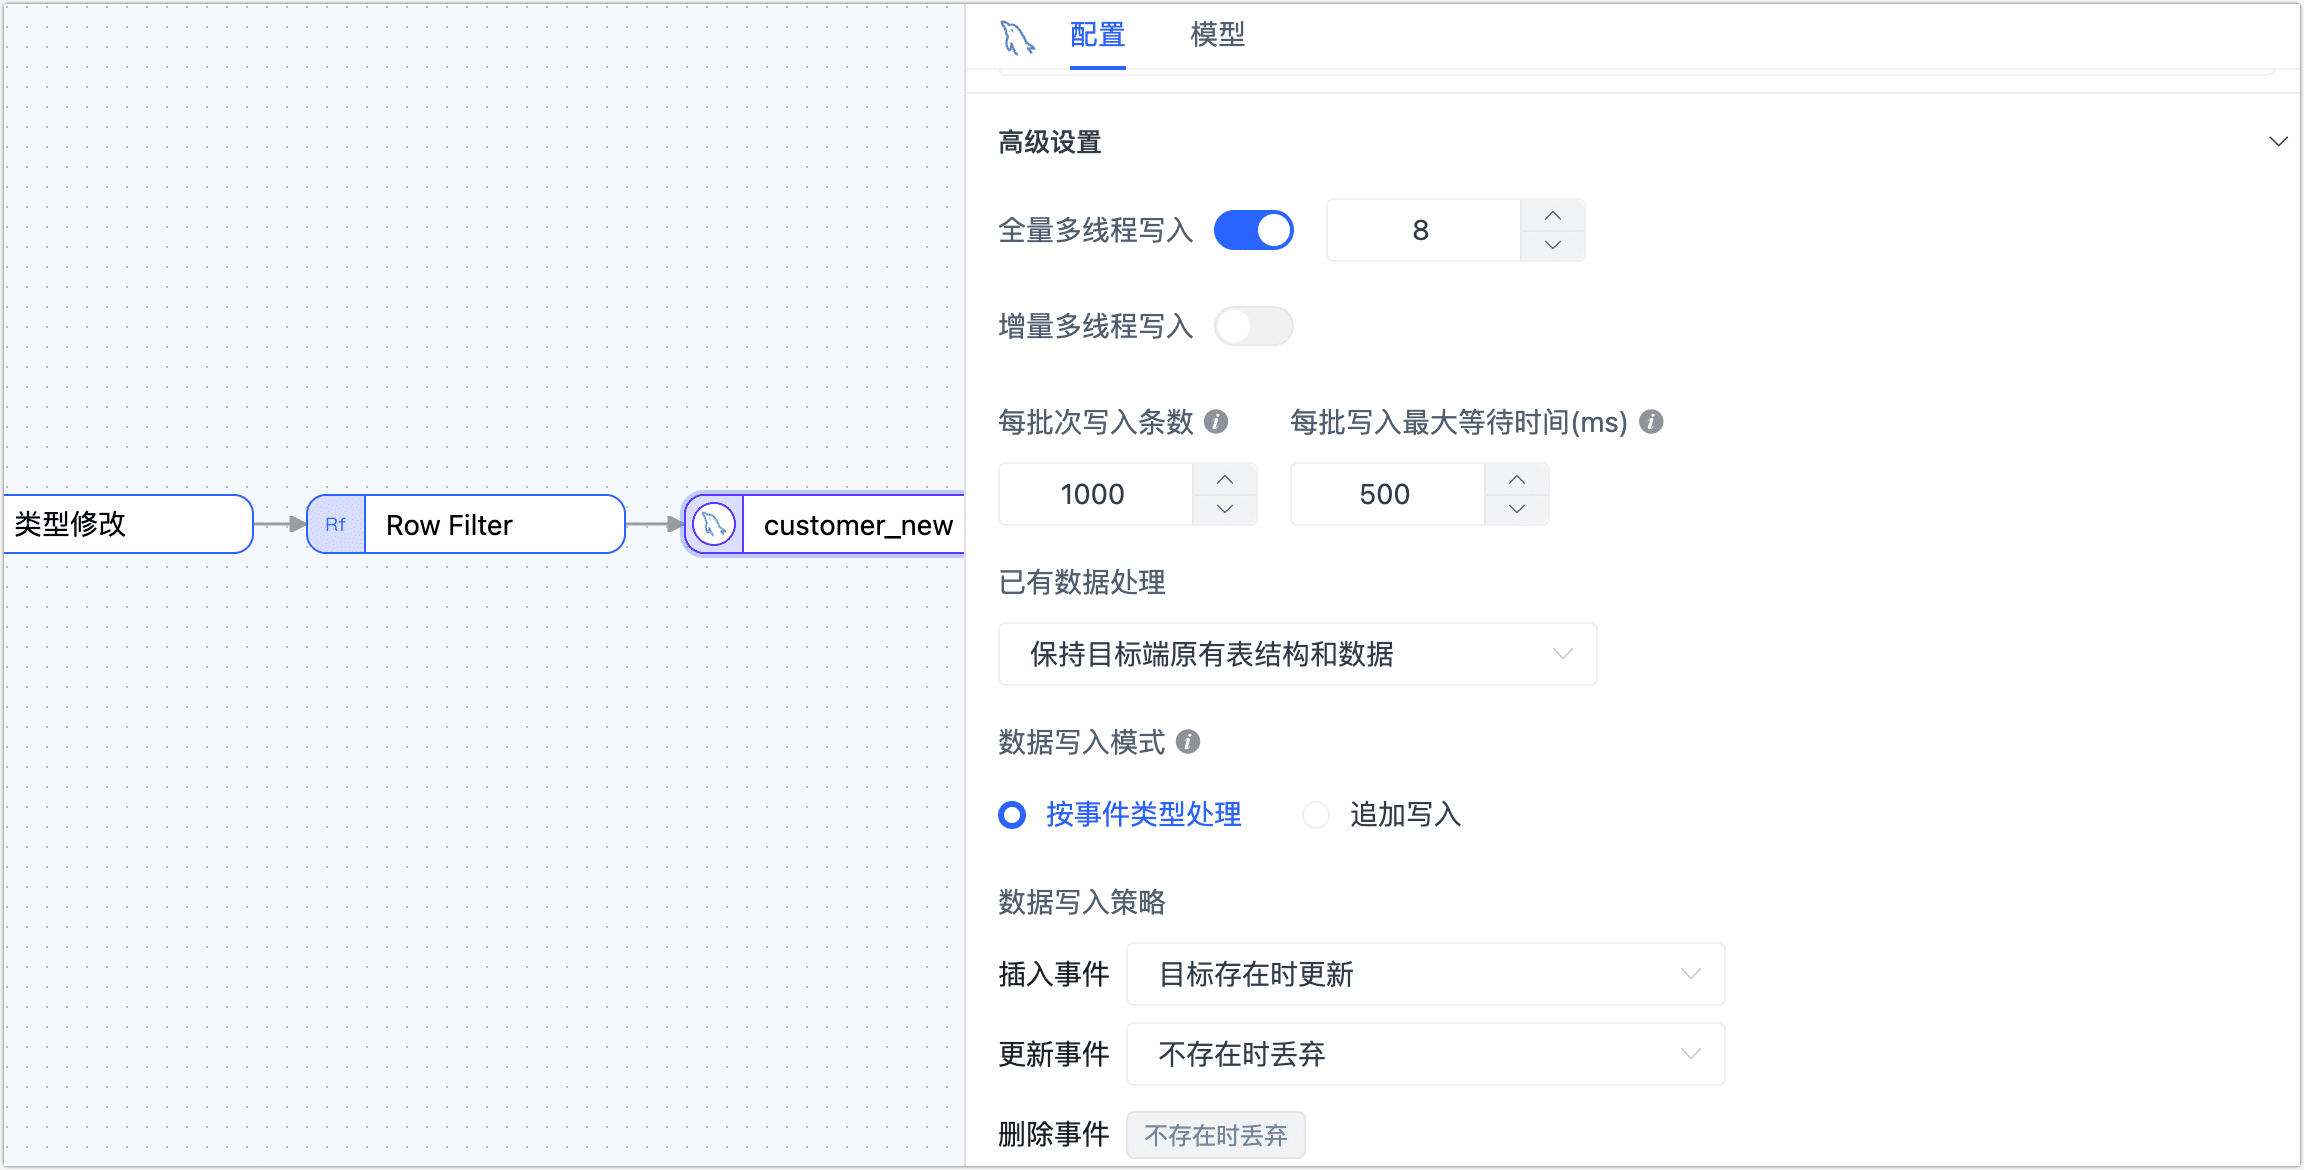 配置 模型
高级设置
全量多线程写入 8
增量多线程写入
每批次写入条数 每批写入最大等待时间(ms)
1000 500
类型修改 Rf Row Filter customer_new
已有数据处理
保持目标端原有表结构和数据
数据写入模式
按事件类型处理 追加写入
数据写入策略
插入事件 目标存在时更新
更新事件 不存在时丢弃
删除事件 不存在时丢弃